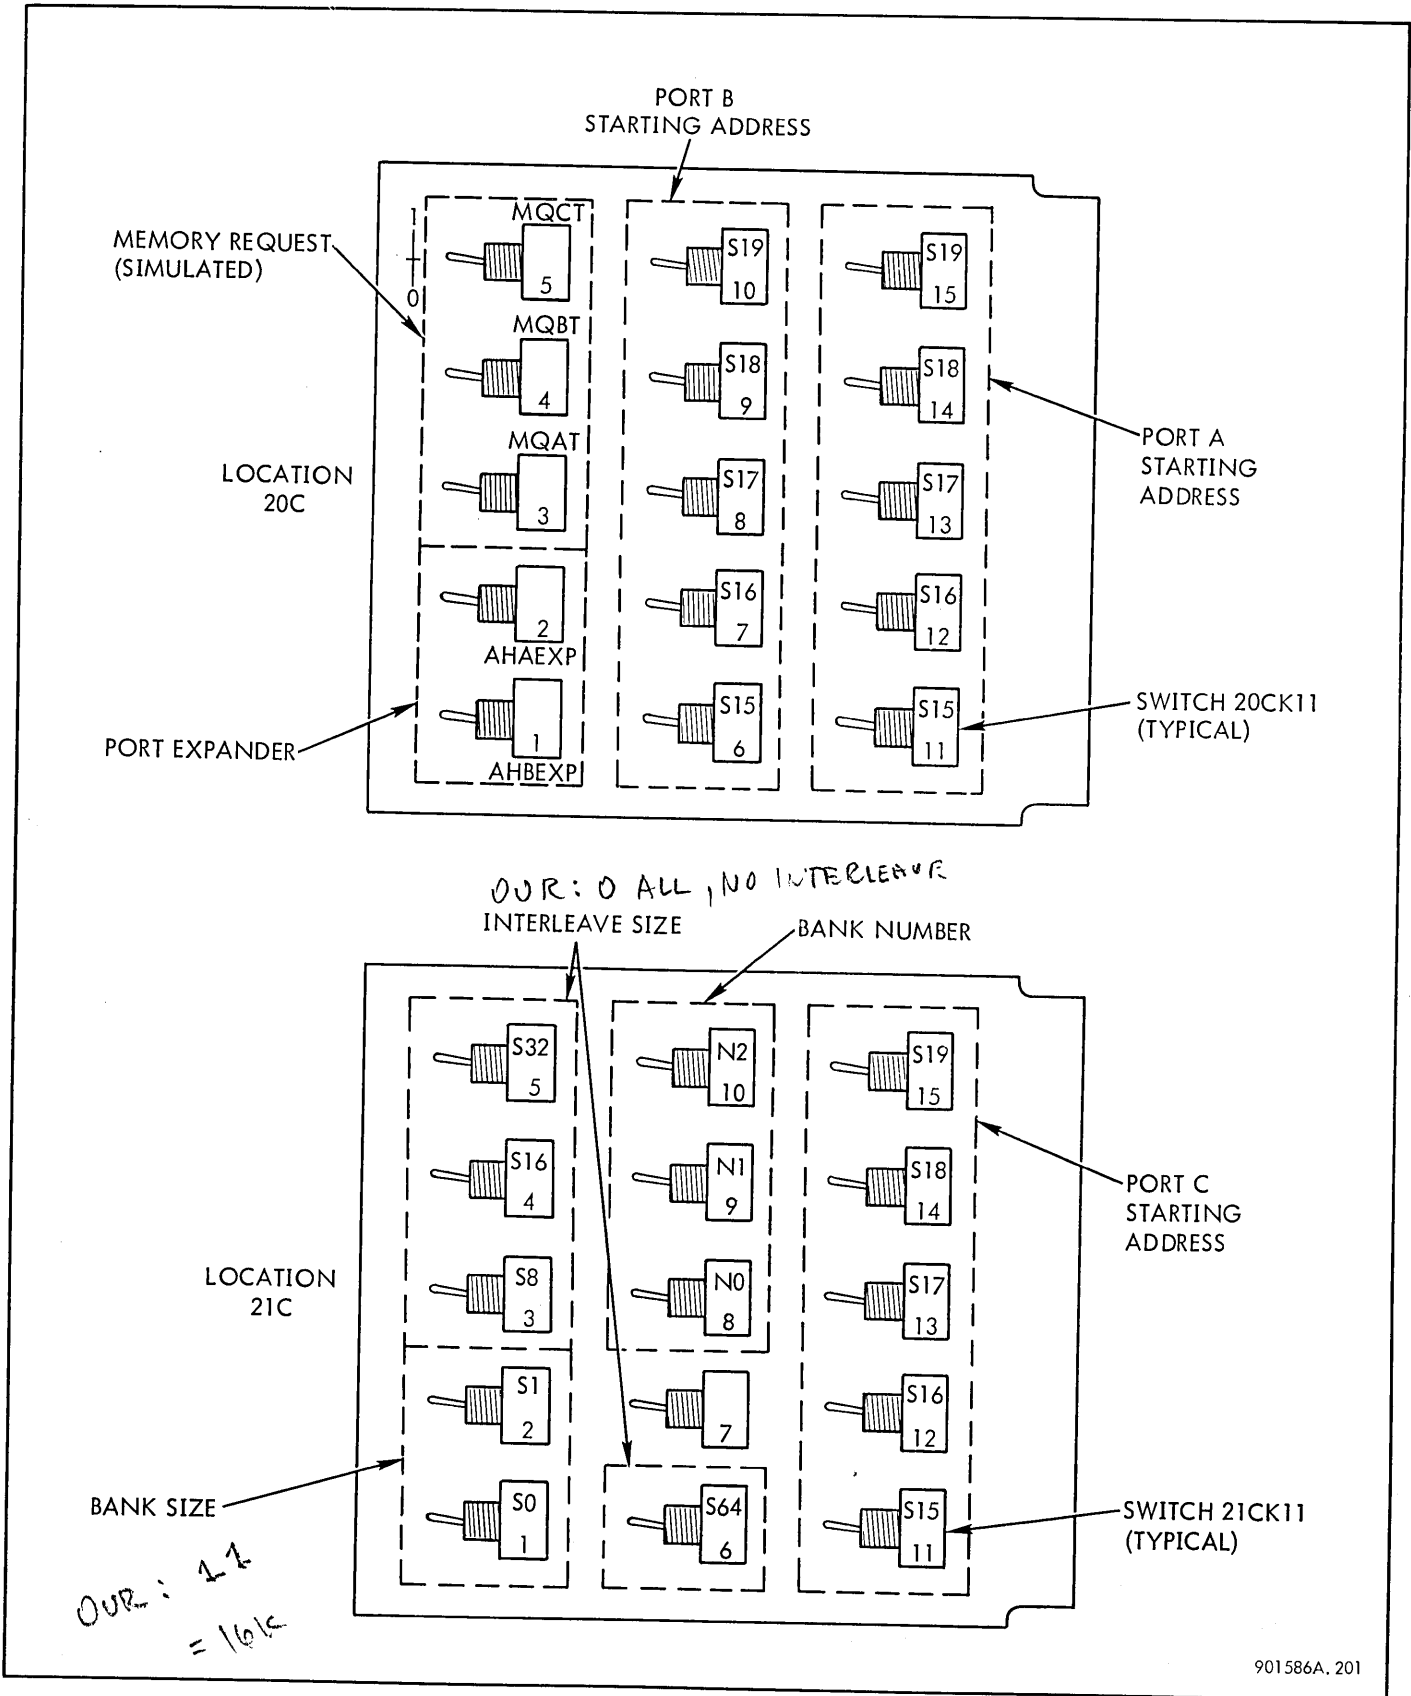 PORT B
STARTING ADDRESS
MEMORY REQUEST
(SIMULATED)
1
0
MQCT
5
MQBT
4
MQAT
3
2
AHAEXP
1
AHBEXP
S19
10
S18
9
S17
8
S16
7
S15
6
S19
15
S18
14
S17
13
S16
12
S15
11
LOCATION
20C
PORT EXPANDER
PORT A
STARTING
ADDRESS
SWITCH 20CK11
(TYPICAL)
OUR: 0 ALL, NO INTERLEAVE
INTERLEAVE SIZE
BANK NUMBER
S32
5
S16
4
S8
3
S1
2
S0
1
N2
10
N1
9
N0
8
7
S64
6
S19
15
S18
14
S17
13
S16
12
S15
11
LOCATION
21C
BANK SIZE
PORT C
STARTING
ADDRESS
SWITCH 21CK11
(TYPICAL)
OUR: 11
= 16K
901586A. 201